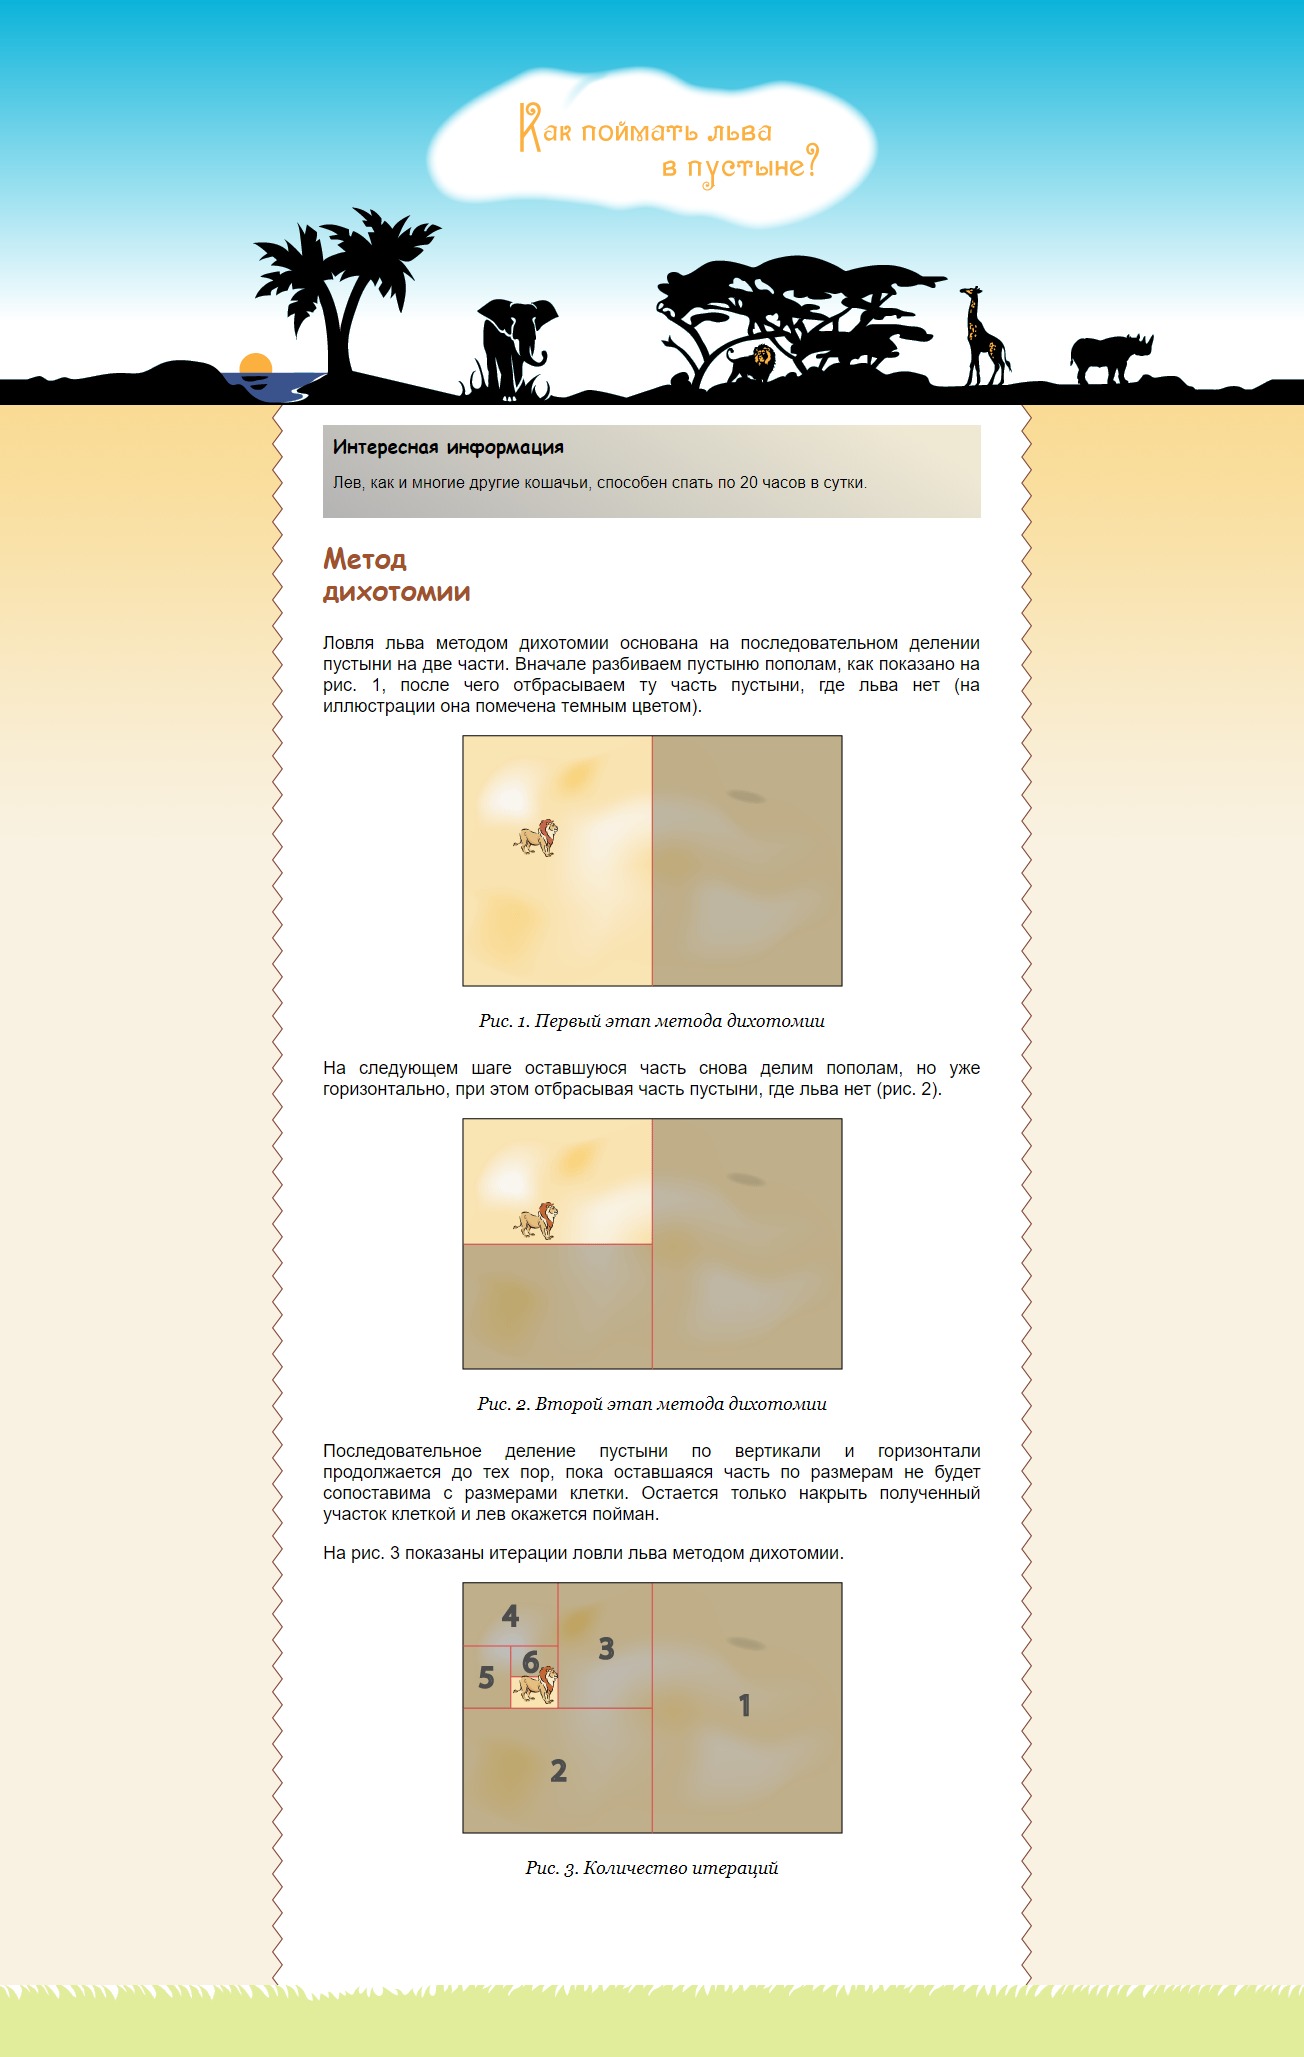 Как поймать льва
в пустыне?
Интересная информация
Лев, как и многие другие кошачьи, способен спать по 20 часов в сутки.
Метод
дихотомии
Ловля льва методом дихотомии основана на последовательном делении
пустыни на две части. Вначале разбиваем пустыню пополам, как показано на
рис. 1, после чего отбрасываем ту часть пустыни, где льва нет (на
иллюстрации она помечена темным цветом).
Рис. 1. Первый этап метода дихотомии
На следующем шаге оставшуюся часть снова делим пополам, но уже
горизонтально, при этом отбрасывая часть пустыни, где льва нет (рис. 2).
Рис. 2. Второй этап метода дихотомии
Последовательное деление пустыни по вертикали и горизонтали
продолжается до тех пор, пока оставшаяся часть по размерам не будет
сопоставима с размерами клетки. Остается только накрыть полученный
участок клеткой и лев окажется пойман.
На рис. 3 показаны итерации ловли льва методом дихотомии.
4
3
5
6
1
2
Рис. 3. Количество итераций